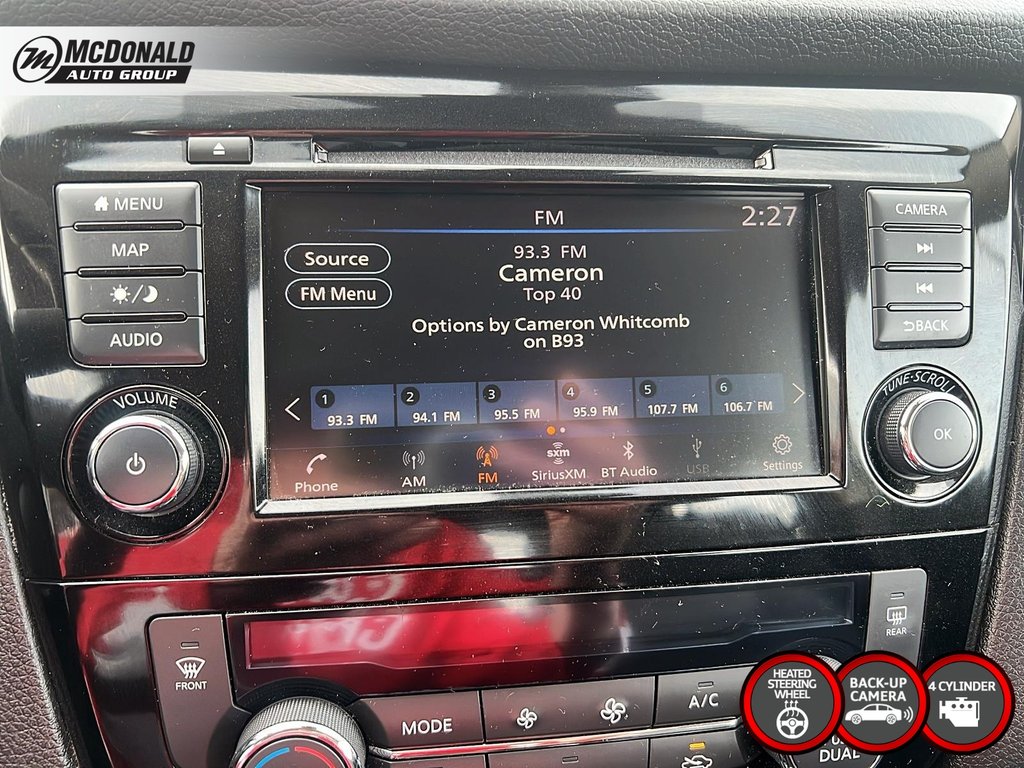 McDONALD
AUTO GROUP
MENU
MAP
AUDIO
VOLUME
FM
2:27
Source
FM Menu
93.3 FM
Cameron
Top 40
Options by Cameron Whitcomb
on B93
1 2 3 4 5 6
93.3 FM 94.1 FM 95.5 FM 95.9 FM 107.7 FM 106.7 FM
Phone AM FM SiriusXM BT Audio USB Settings
sxm
CAMERA
BACK
TUNE·SCROLL
OK
FRONT
REAR
MODE
A/C
DUAL
HEATED
STEERING
WHEEL
BACK-UP
CAMERA
4 CYLINDER